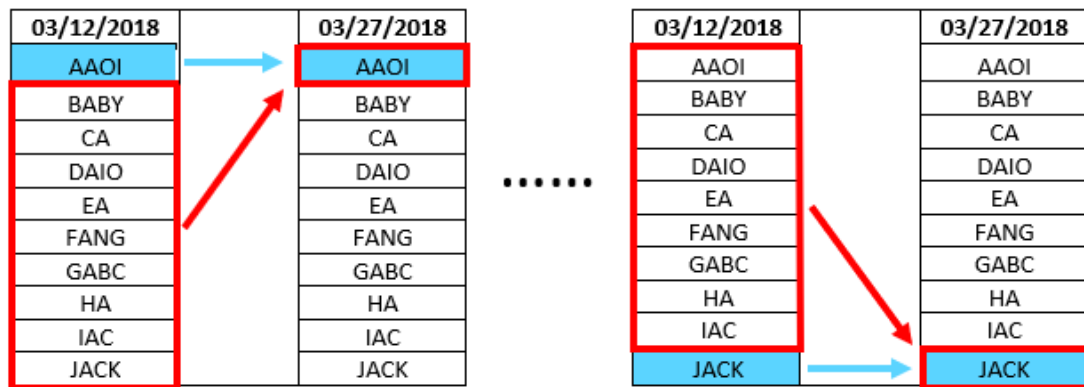 03/12/2018 03/27/2018 03/12/2018 03/27/2018
AAOI AAOI AAOI AAOI
BABY BABY BABY BABY
CA CA CA CA
DAIO DAIO DAIO DAIO
EA EA ...... EA EA
FANG FANG FANG FANG
GABC GABC GABC GABC
HA HA HA HA
IAC IAC IAC IAC
JACK JACK JACK JACK